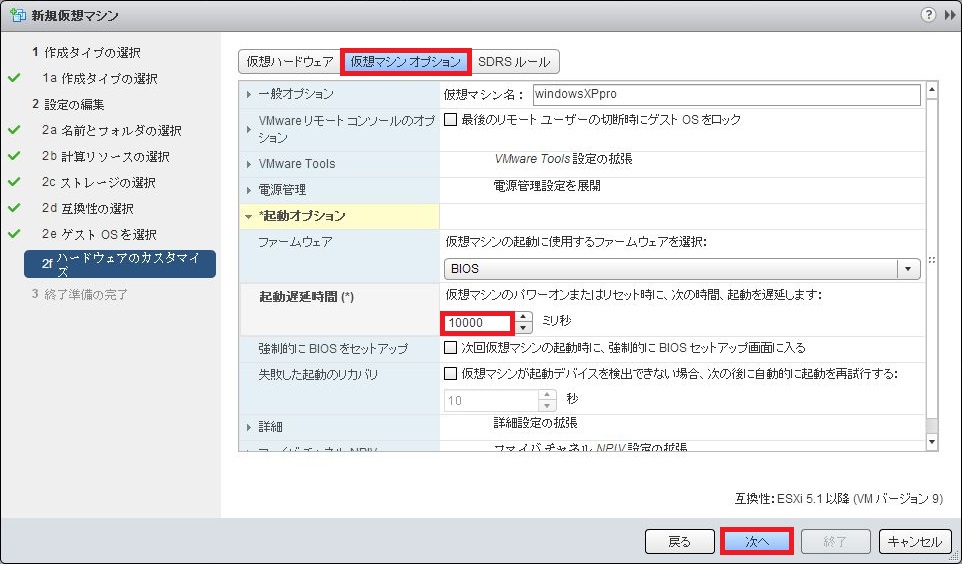 新規仮想マシン
1 作成タイプの選択
1a 作成タイプの選択
2 設定の編集
2a 名前とフォルダの選択
2b 計算リソースの選択
2c ストレージの選択
2d 互換性の選択
2e ゲスト OS を選択
2f ハードウェアのカスタマイ
ズ
3 終了準備の完了
仮想ハードウェア 仮想マシン オプション SDRS ルール
一般オプション 仮想マシン名： windowsXPpro
VMware リモート コンソールのオプ
ション
最後のリモート ユーザーの切断時にゲスト OS をロック
VMware Tools VMware Tools 設定の拡張
電源管理 電源管理設定を展開
*起動オプション
ファームウェア 仮想マシンの起動に使用するファームウェアを選択:
BIOS
起動遅延時間 (*) 仮想マシンのパワーオンまたはリセット時に、次の時間、起動を遅延します:
10000 ミリ秒
強制的に BIOS をセットアップ 次回仮想マシンの起動時に、強制的に BIOS セットアップ画面に入る
失敗した起動のリカバリ 仮想マシンが起動デバイスを検出できない場合、次の後に自動的に起動を再試行する:
10 秒
詳細 詳細設定の拡張
ファイバ チャネル NPIV ファイバ チャネル NPIV 設定の拡張
互換性: ESXi 5.1 以降 (VM バージョン 9)
戻る 次へ 終了 キャンセル